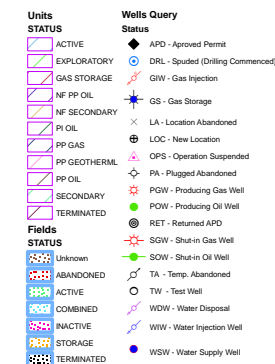 Units
STATUS
ACTIVE
EXPLORATORY
GAS STORAGE
NF PP OIL
NF SECONDARY
PI OIL
PP GAS
PP GEOTHERML
PP OIL
SECONDARY
TERMINATED
Fields
STATUS
Unknown
ABANDONED
ACTIVE
COMBINED
INACTIVE
STORAGE
TERMINATED
Wells Query
STATUS
APD - Aproved Permit
DRL - Spuded (Drilling Commenced)
GIW - Gas Injection
GS - Gas Storage
LA - Location Abandoned
LOC - New Location
OPS - Operation Suspended
PA - Plugged Abandoned
PGW - Producing Gas Well
POW - Producing Oil Well
RET - Returned APD
SGW - Shut-in Gas Well
SOW - Shut-in Oil Well
TA - Temp. Abandoned
TW - Test Well
WDW - Water Disposal
WIW - Water Injection Well
WSW - Water Supply Well